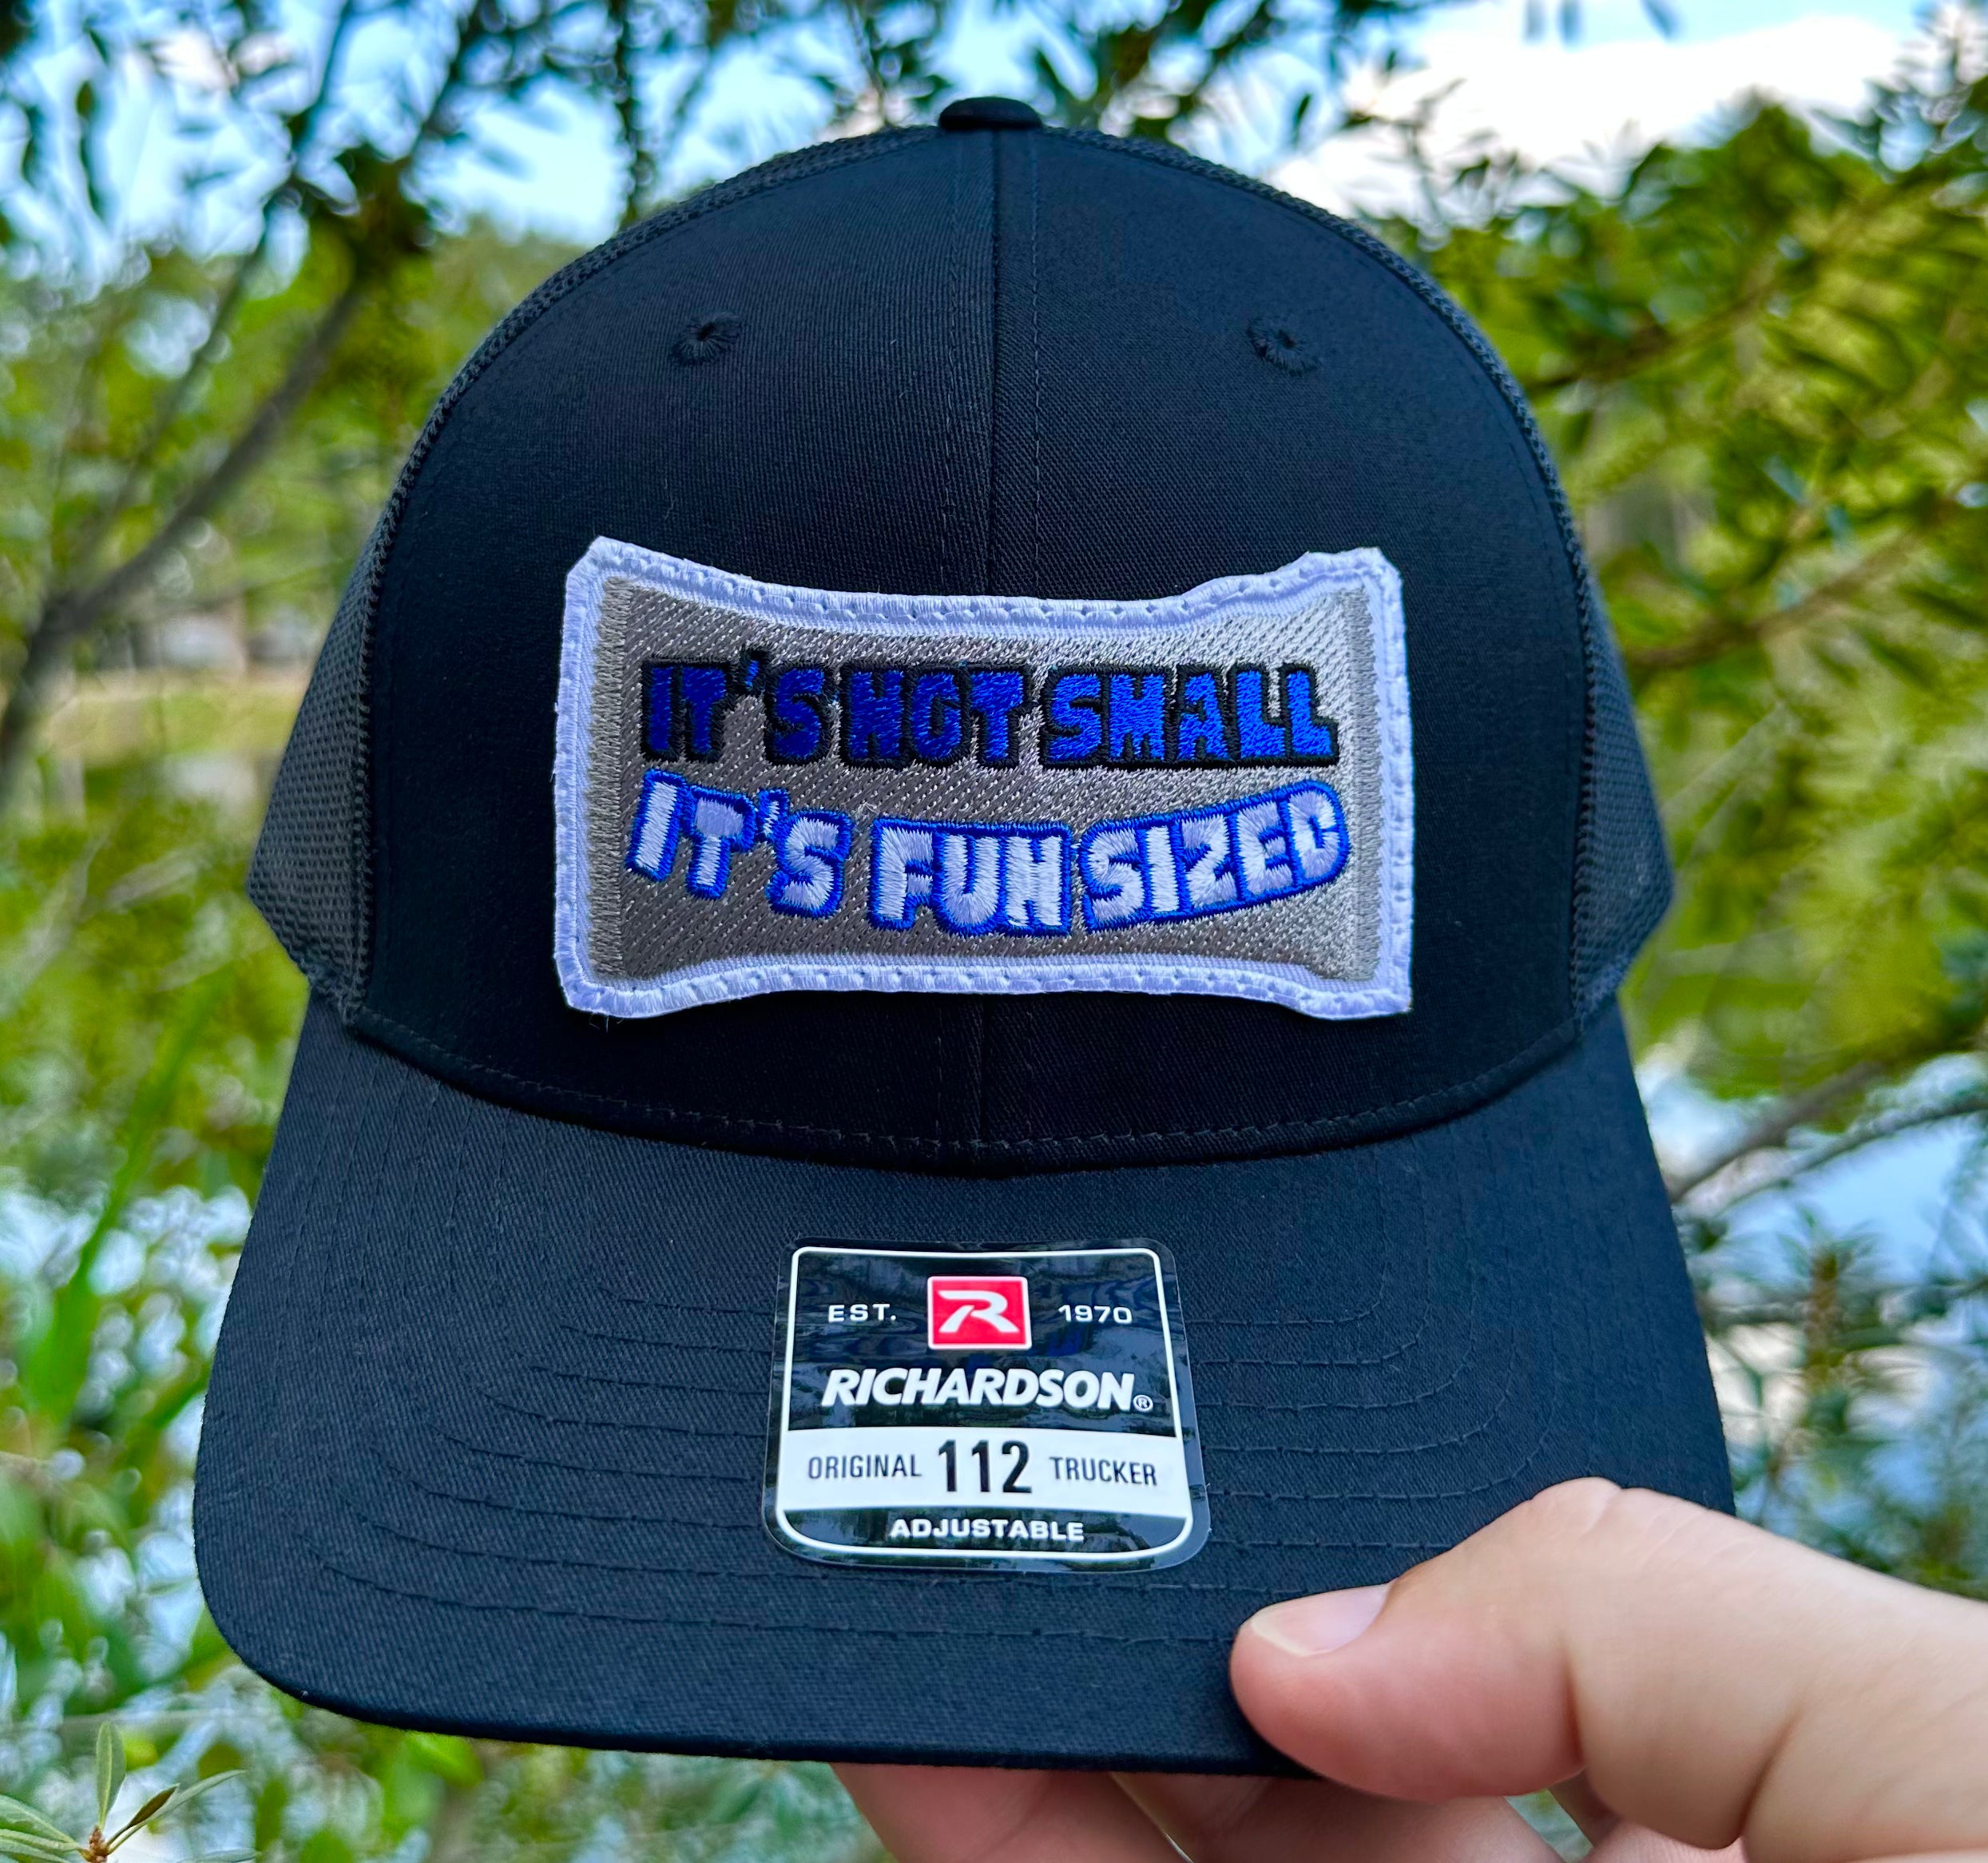 IT'S NOT SMALL
IT'S FUN SIZED
EST. R 1970
RICHARDSON®
ORIGINAL 112 TRUCKER
ADJUSTABLE